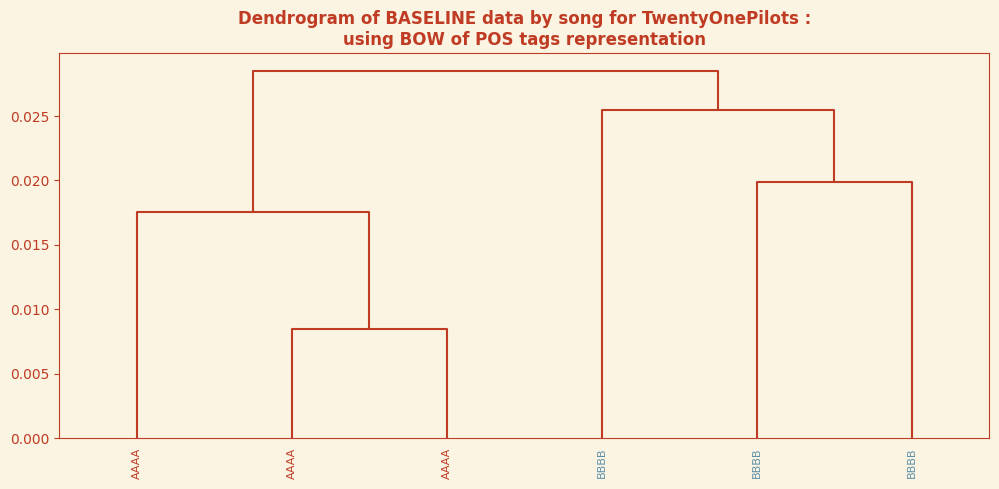 Dendrogram of BASELINE data by song for TwentyOnePilots :
using BOW of POS tags representation
0.025
0.020
0.015
0.010
0.005
0.000
AAAA
AAAA
AAAA
BBBB
BBBB
BBBB